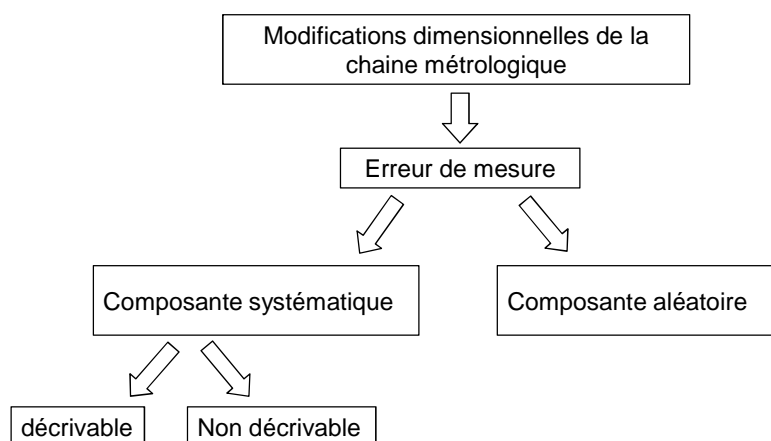 Modifications dimensionnelles de la
chaine métrologique
Erreur de mesure
Composante systématique
Composante aléatoire
décrivable
Non décrivable